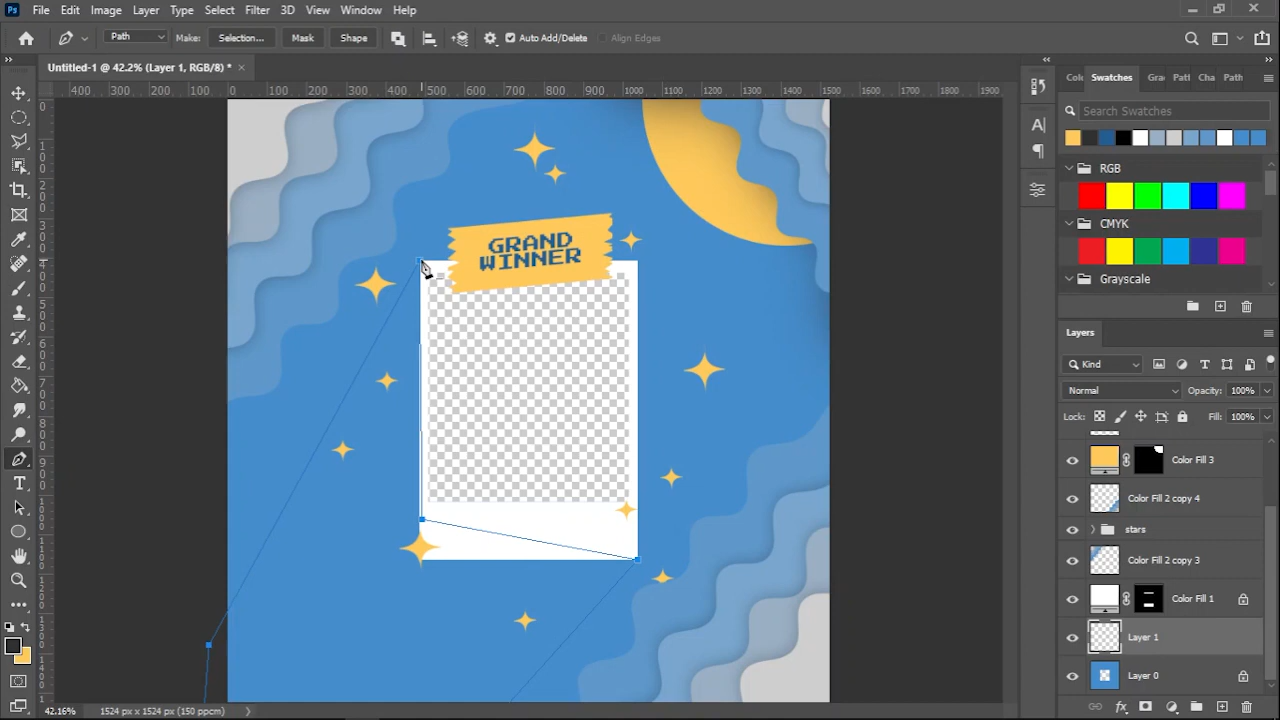 Ps File Edit Image Layer Type Select Filter 3D View Window Help
Path Make: Selection... Mask Shape Auto Add/Delete Align Edges
Untitled-1 @ 42.2% (Layer 1, RGB/8) * ×
400 300 200 100 0 100 200 300 400 500 600 700 800 900 1000 1100 1200 1300 1400 1500 1600 1700 1800 1900
GRAND
WINNER
Swatches Path Cha Path
Search Swatches
RGB
CMYK
Grayscale
Layers
Kind
Normal Opacity: 100%
Lock: Fill: 100%
Color Fill 3
Color Fill 2 copy 4
stars
Color Fill 2 copy 3
Color Fill 1
Layer 1
Layer 0
42.16% 1524 px x 1524 px (150 ppcm)